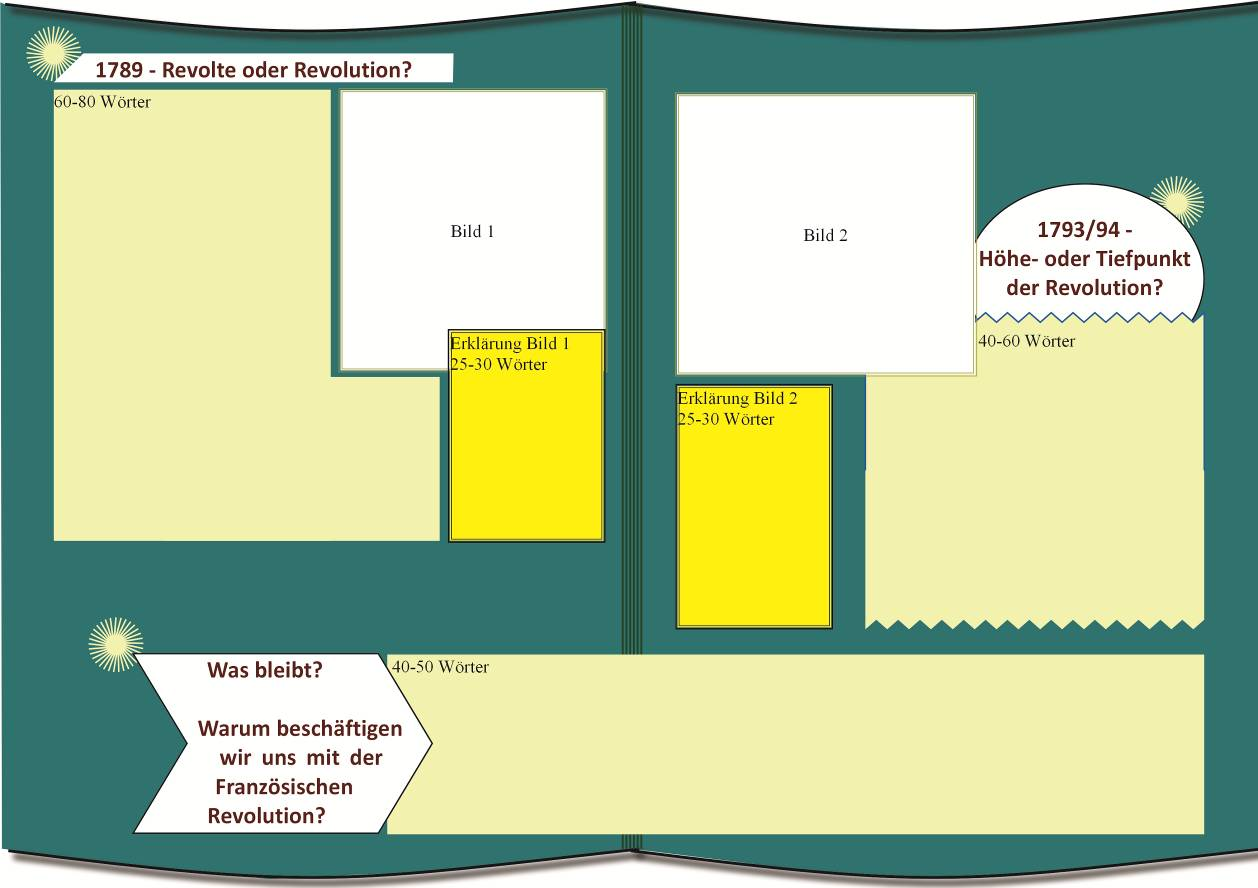 1789 - Revolte oder Revolution?
60-80 Wörter
Bild 1
Erklärung Bild 1
25-30 Wörter
Bild 2
1793/94 -
Höhe- oder Tiefpunkt
der Revolution?
40-60 Wörter
Erklärung Bild 2
25-30 Wörter
Was bleibt?
Warum beschäftigen
wir uns mit der
Französischen
Revolution?
40-50 Wörter